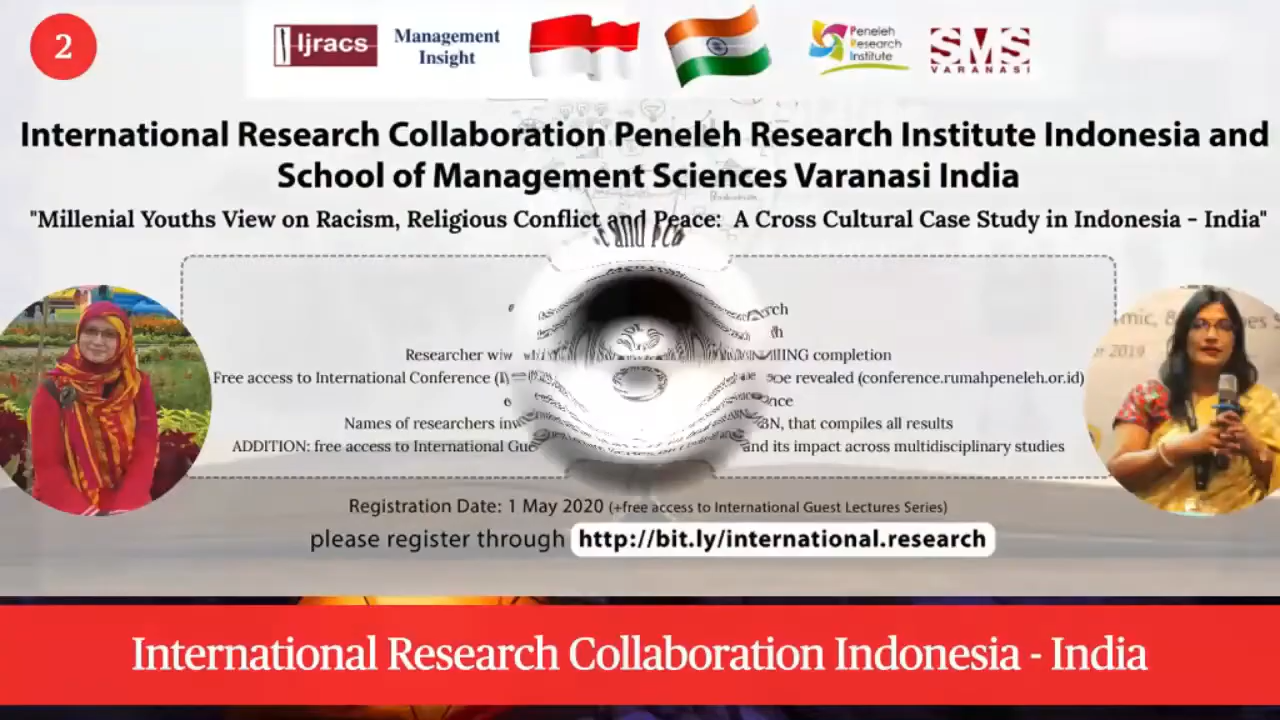 2
Ijracs
Management
Insight
Peneleh
Research
Institute
SMS
VARANASI
International Research Collaboration Peneleh Research Institute Indonesia and
School of Management Sciences Varanasi India
"Millenial Youths View on Racism, Religious Conflict and Peace: A Cross Cultural Case Study in Indonesia - India"
Researcher completion
Free access to International Conference revealed (conference.rumahpeneleh.or.id)
Names of researchers that compiles all results
ADDITION: free access to International and its impact across multidisciplinary studies
2019
Registration Date: 1 May 2020 (+free access to International Guest Lectures Series)
please register through http://bit.ly/international.research
International Research Collaboration Indonesia - India